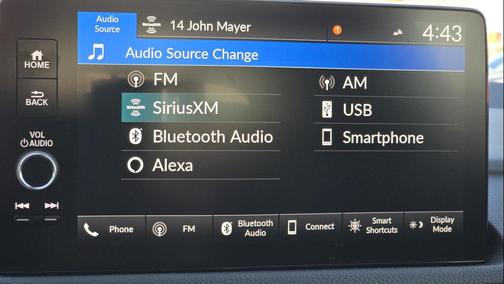 Audio Source
SiriusXM
14 John Mayer
4:43
Audio Source Change
HOME
BACK
VOL
AUDIO
FM
AM
SiriusXM
USB
Bluetooth Audio
Smartphone
Alexa
Phone
FM
Bluetooth Audio
Connect
Smart Shortcuts
Display Mode